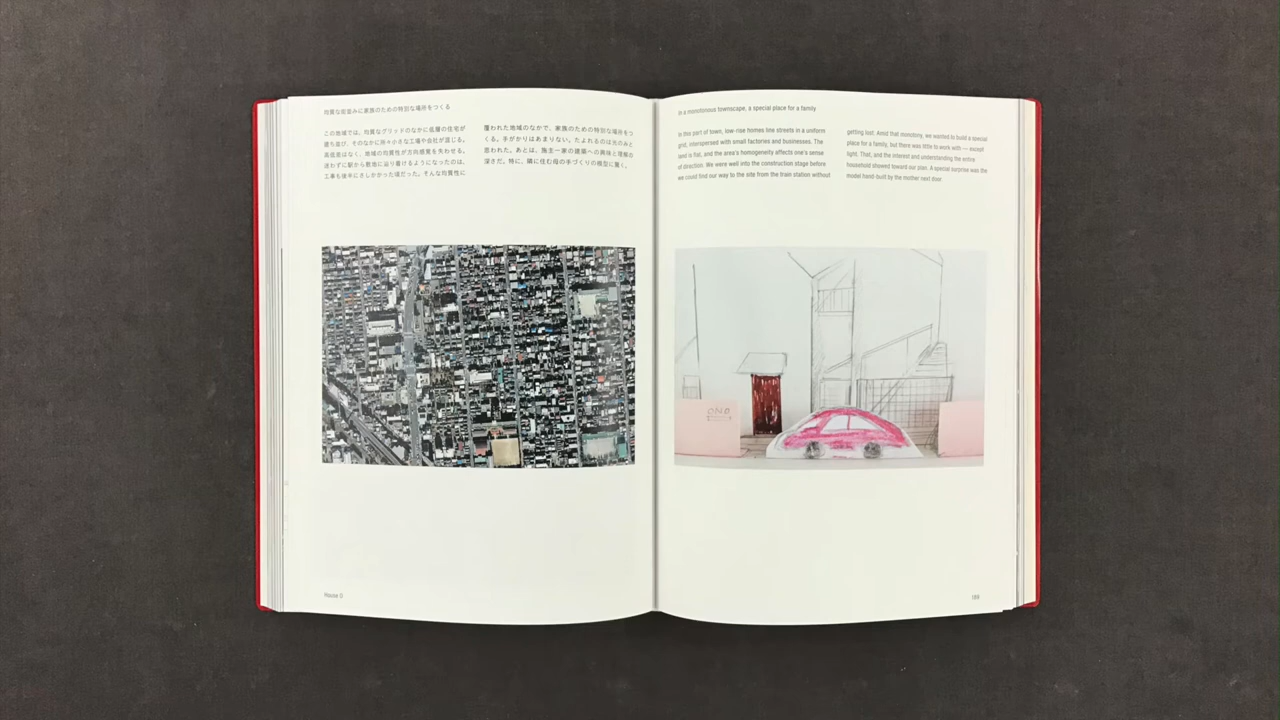 均質な街並みに家族のための特別な場所をつくる
この地域では、均質なグリッドのなかに低層の住宅が
建ち並び、そのなかに所々小さな工場や会社が混じる。
高低差はなく、地域の均質性が方向感覚を失わせる。
迷わずに駅から敷地に辿り着けるようになったのは、
工事も後半にさしかかった頃だった。そんな均質性に
覆われた地域のなかで、家族のための特別な場所をつ
くる。手がかりはあまりない。たよれるのは光のみと
思われた。あとは、施主一家の建築への興味と理解の
深さだ。特に、隣に住む母の手づくりの模型に驚く。
House O
In a monotonous townscape, a special place for a family
In this part of town, low-rise homes line streets in a uniform
grid, interspersed with small factories and businesses. The
land is flat, and the area's homogeneity affects one's sense
of direction. We were well into the construction stage before
we could find our way to the site from the train station without
getting lost. Amid that monotony, we wanted to build a special
place for a family, but there was little to work with — except
light. That, and the interest and understanding the entire
household showed toward our plan. A special surprise was the
model hand-built by the mother next door.
ONO
188